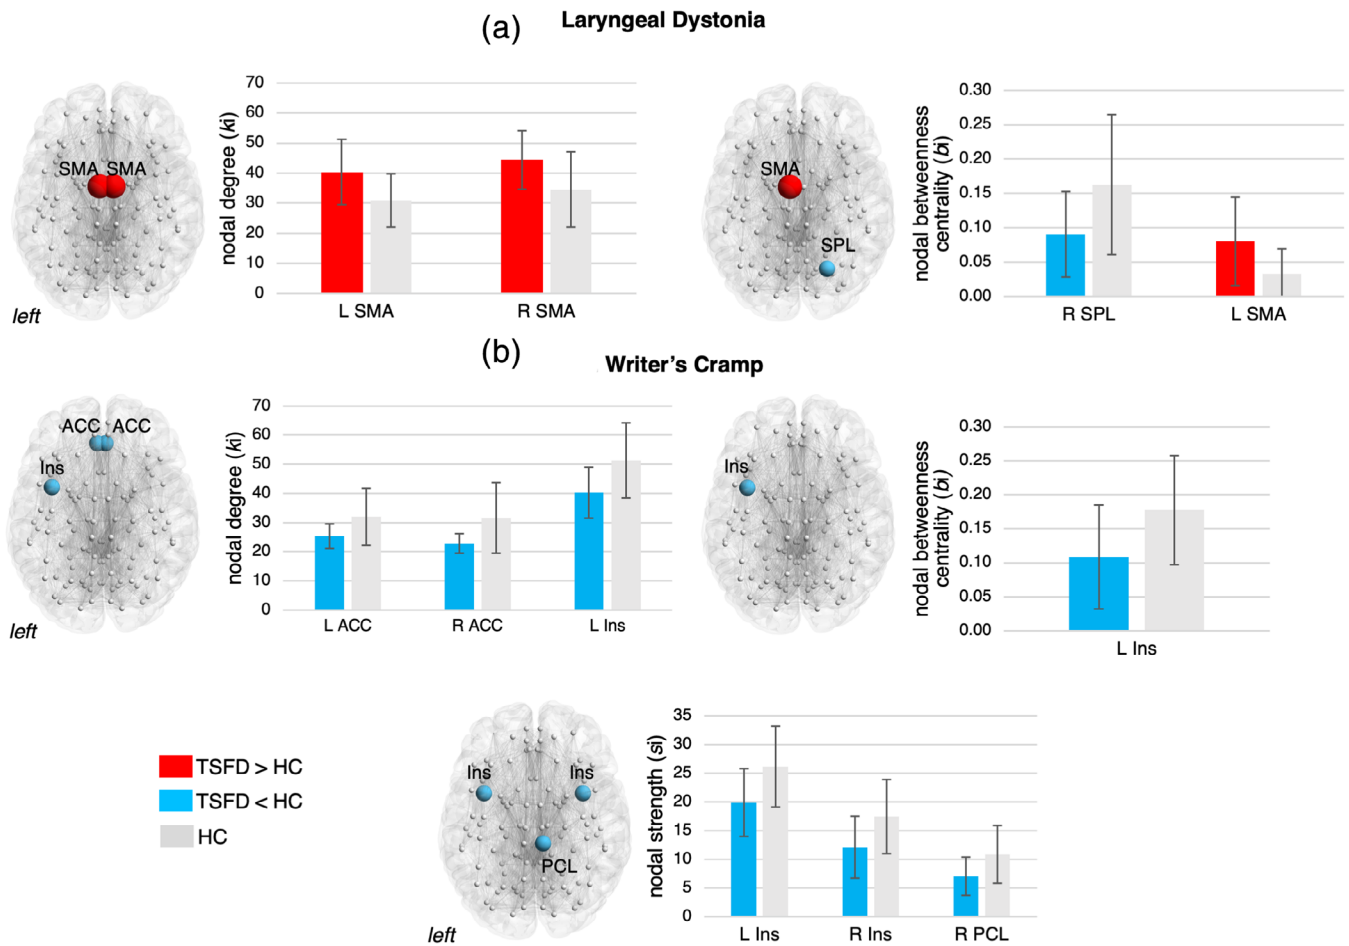 (a) Laryngeal Dystonia
SMA SMA
left
nodal degree (ki)
70
60
50
40
30
20
10
0
L SMA R SMA
SMA
SPL
nodal betweenness
centrality (bi)
0.30
0.25
0.20
0.15
0.10
0.05
0.00
R SPL L SMA
(b) Writer's Cramp
ACC ACC
Ins
left
nodal degree (ki)
70
60
50
40
30
20
10
0
L ACC R ACC L Ins
Ins
nodal betweenness
centrality (bi)
0.30
0.25
0.20
0.15
0.10
0.05
0.00
L Ins
TSFD > HC
TSFD < HC
HC
Ins Ins
PCL
left
nodal strength (si)
35
30
25
20
15
10
5
0
L Ins R Ins R PCL